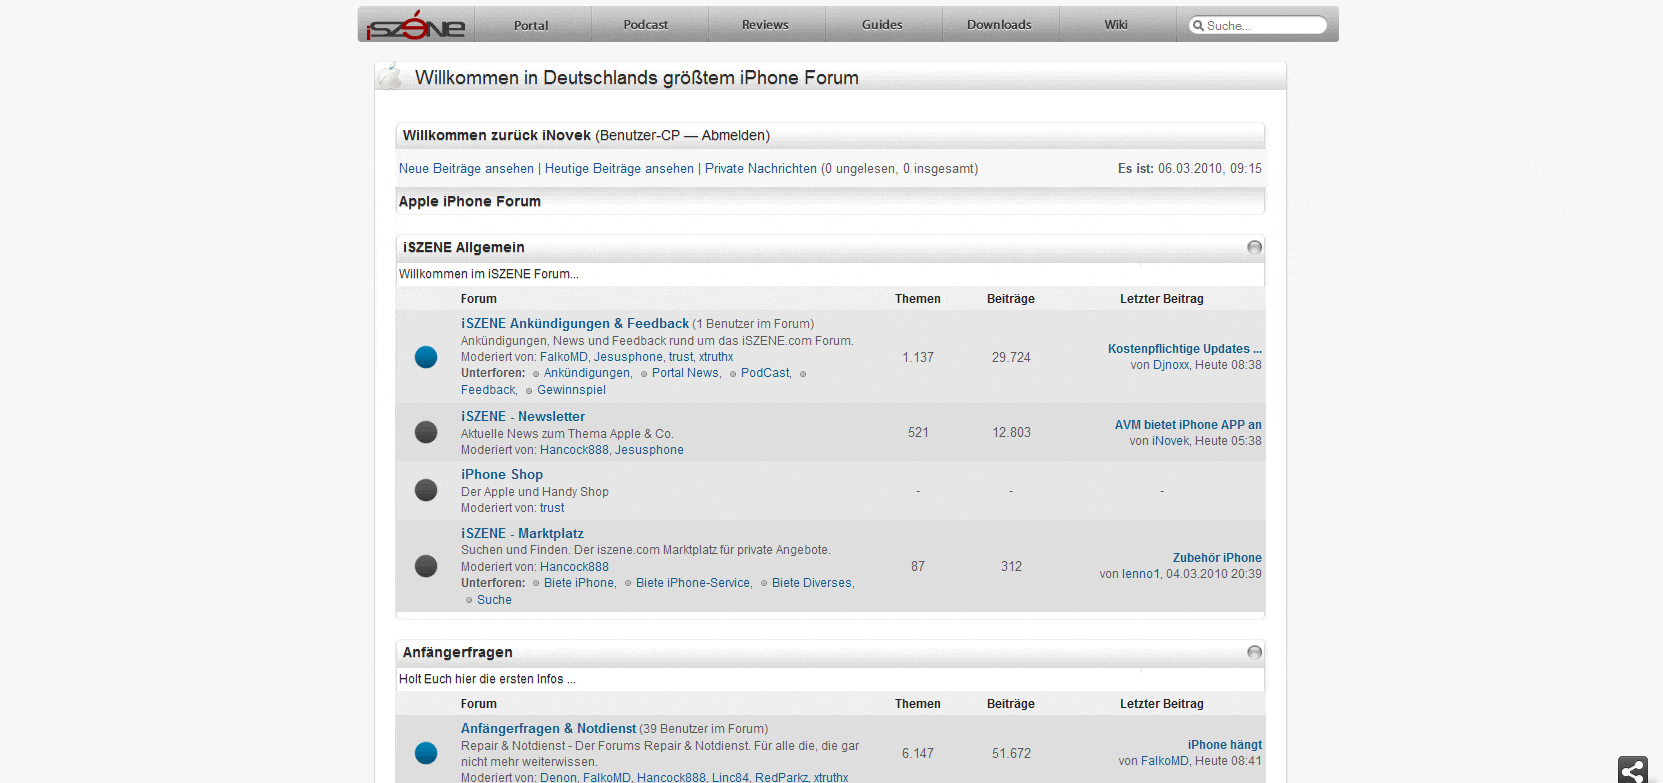 iSZENE Portal Podcast Reviews Guides Downloads Wiki Suche...
Willkommen in Deutschlands größtem iPhone Forum
Willkommen zurück iNovek (Benutzer-CP — Abmelden)
Neue Beiträge ansehen | Heutige Beiträge ansehen | Private Nachrichten (0 ungelesen, 0 insgesamt) Es ist: 06.03.2010, 09:15
Apple iPhone Forum
iSZENE Allgemein
Willkommen im iSZENE Forum...
Forum Themen Beiträge Letzter Beitrag
iSZENE Ankündigungen & Feedback (1 Benutzer im Forum)
Ankündigungen, News und Feedback rund um das iSZENE.com Forum.
Moderiert von: FalkoMD, Jesusphone, trust, xtruthx
Unterforen: Ankündigungen, Portal News, PodCast,
Feedback, Gewinnspiel
1.137 29.724
Kostenpflichtige Updates ...
von Djnoxx, Heute 08:38
iSZENE - Newsletter
Aktuelle News zum Thema Apple & Co.
Moderiert von: Hancock888, Jesusphone
521 12.803
AVM bietet iPhone APP an
von iNovek, Heute 05:38
iPhone Shop
Der Apple und Handy Shop
Moderiert von: trust
- - -
iSZENE - Marktplatz
Suchen und Finden. Der iszene.com Marktplatz für private Angebote.
Moderiert von: Hancock888
Unterforen: Biete iPhone, Biete iPhone-Service, Biete Diverses,
Suche
87 312
Zubehör iPhone
von lenno1, 04.03.2010 20:39
Anfängerfragen
Holt Euch hier die ersten Infos ...
Forum Themen Beiträge Letzter Beitrag
Anfängerfragen & Notdienst (39 Benutzer im Forum)
Repair & Notdienst - Der Forums Repair & Notdienst. Für alle die, die gar
nicht mehr weiterwissen.
Moderiert von: Denon, FalkoMD, Hancock888, Linc84, RedParkz, xtruthx
6.147 51.672
iPhone hängt
von FalkoMD, Heute 08:41